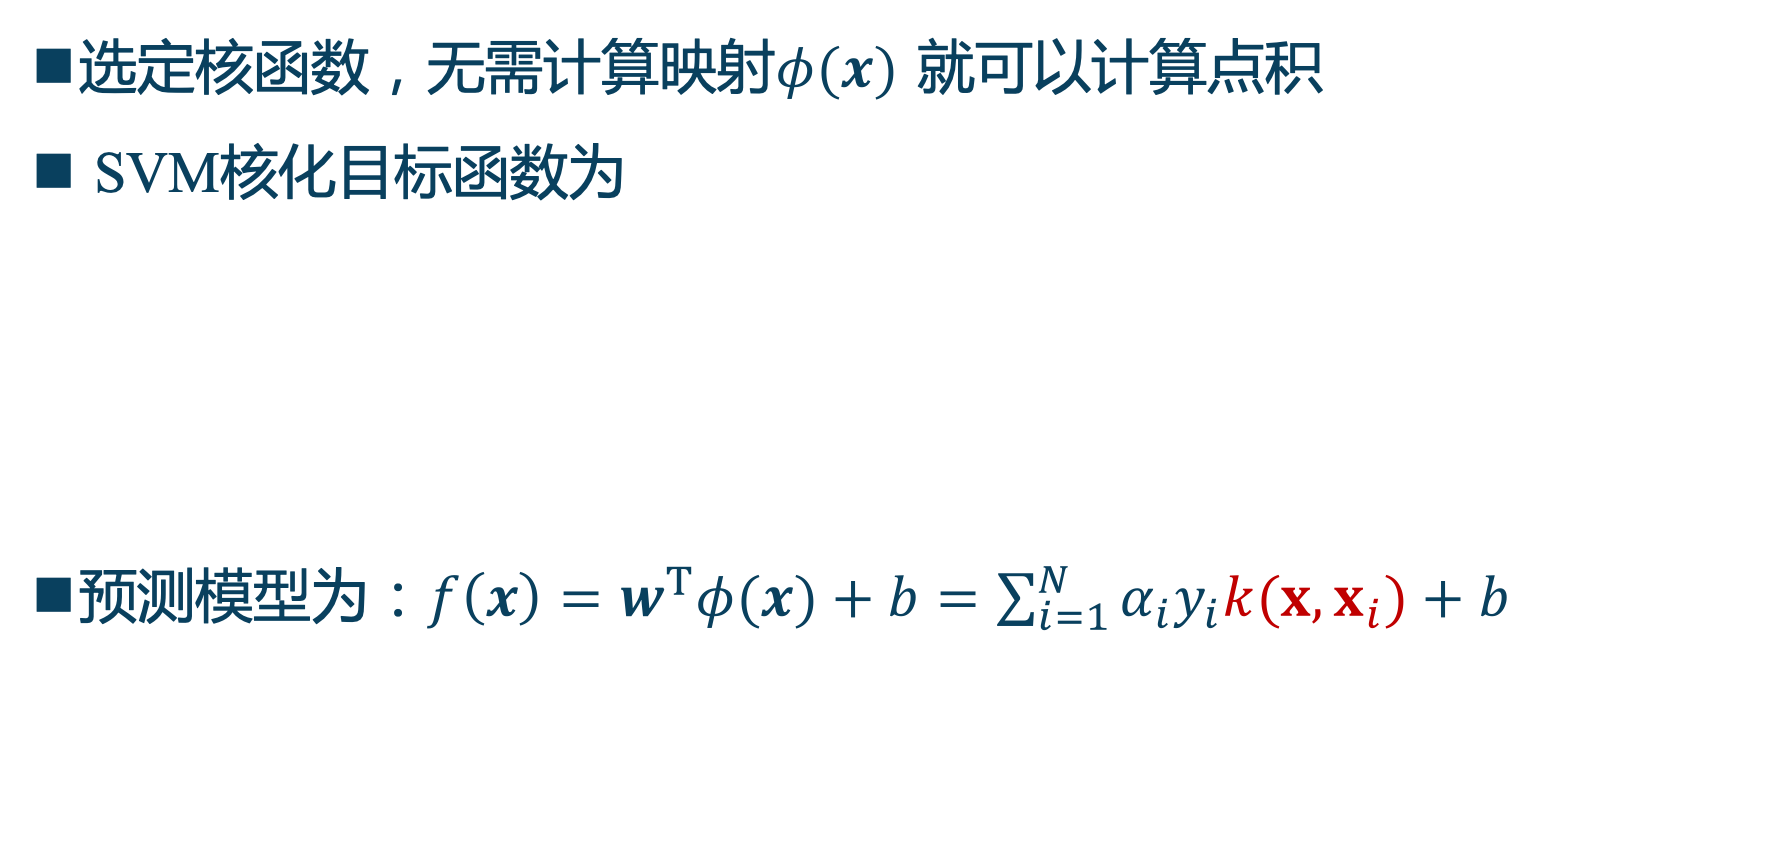 ■选定核函数，无需计算映射𝜙(𝒙) 就可以计算点积
■ SVM核化目标函数为
■预测模型为：𝑓(𝒙) = 𝒘ᵀ𝜙(𝒙) + 𝑏 = ∑ᵢ₌₁ᴺ 𝛼ᵢ𝑦ᵢ𝑘(𝐱, 𝐱ᵢ) + 𝑏